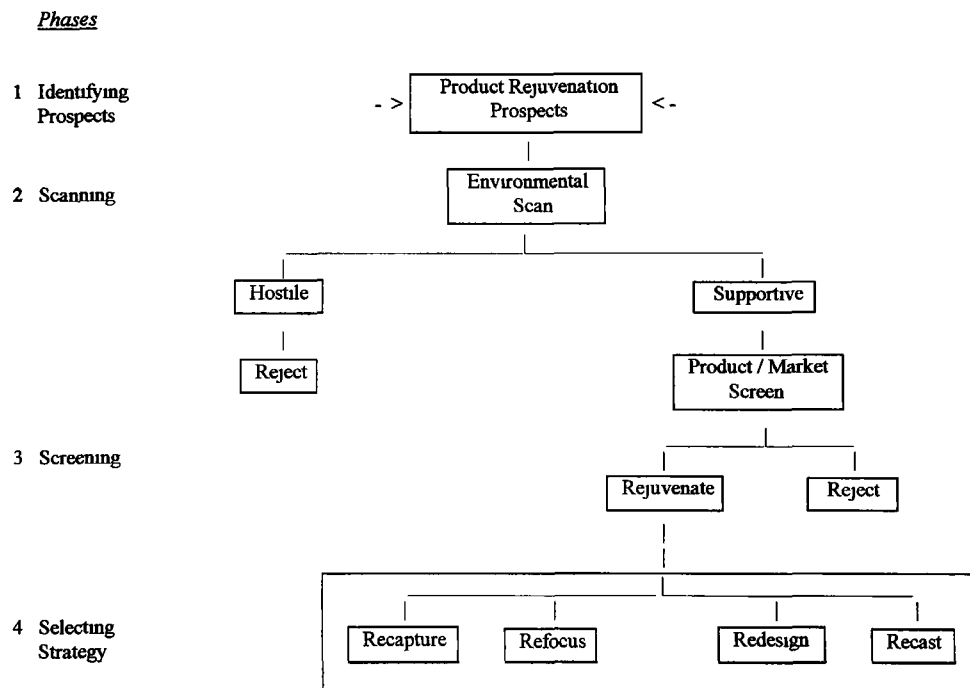 Phases
1 Identifying
Prospects
- >
Product Rejuvenation
Prospects
< -
2 Scanning
Environmental
Scan
Hostile
Supportive
Reject
Product / Market
Screen
3 Screening
Rejuvenate
Reject
4 Selecting
Strategy
Recapture
Refocus
Redesign
Recast